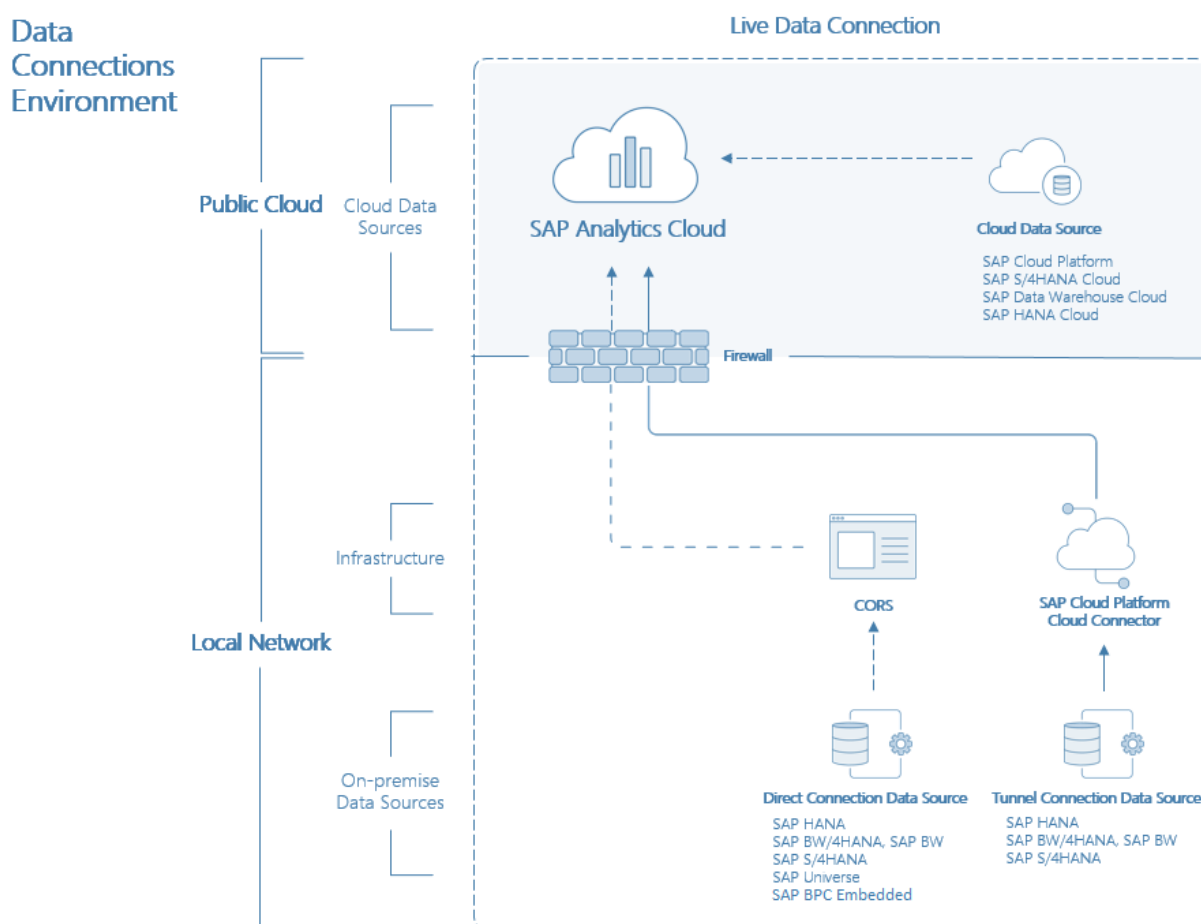 Data
Connections
Environment
Live Data Connection
Public Cloud
Cloud Data
Sources
SAP Analytics Cloud
Cloud Data Source
SAP Cloud Platform
SAP S/4HANA Cloud
SAP Data Warehouse Cloud
SAP HANA Cloud
Firewall
Local Network
Infrastructure
CORS
SAP Cloud Platform
Cloud Connector
On-premise
Data Sources
Direct Connection Data Source
SAP HANA
SAP BW/4HANA, SAP BW
SAP S/4HANA
SAP Universe
SAP BPC Embedded
Tunnel Connection Data Source
SAP HANA
SAP BW/4HANA, SAP BW
SAP S/4HANA